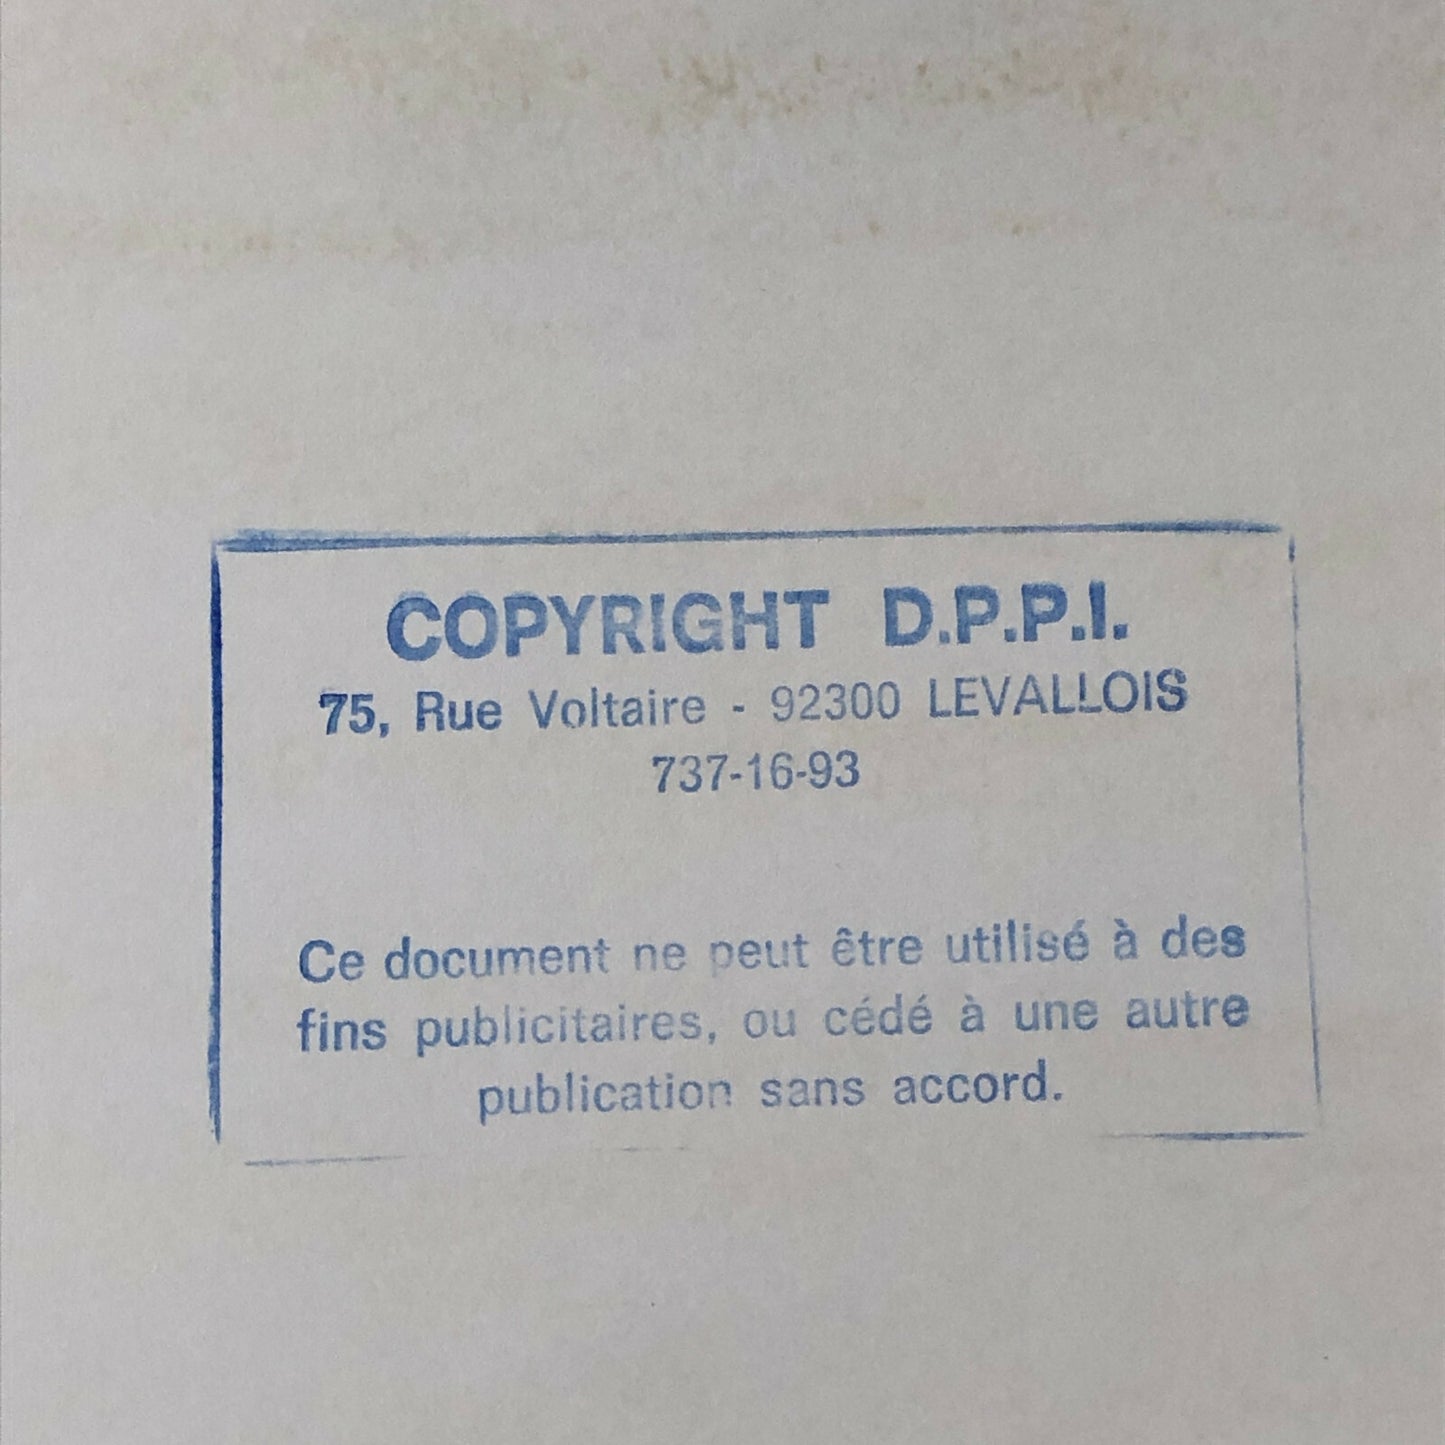 COPYRIGHT D.P.P.I.
75, Rue Voltaire - 92300 LEVALLOIS
737-16-93
Ce document ne peut être utilisé à des
fins publicitaires, ou cédé à une autre
publication sans accord.